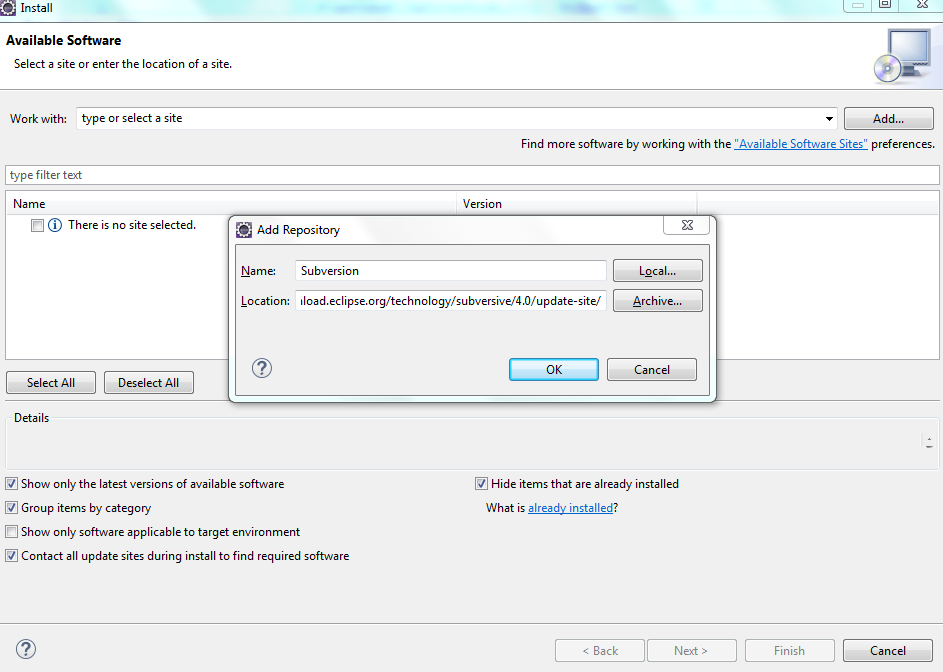 Install
Available Software
Select a site or enter the location of a site.
Work with: type or select a site Add...
Find more software by working with the "Available Software Sites" preferences.
type filter text
Name Version
There is no site selected.
Add Repository
Name: Subversion Local...
Location: load.eclipse.org/technology/subversive/4.0/update-site/ Archive...
? OK Cancel
Select All Deselect All
Details
Show only the latest versions of available software Hide items that are already installed
Group items by category What is already installed?
Show only software applicable to target environment
Contact all update sites during install to find required software
? < Back Next > Finish Cancel